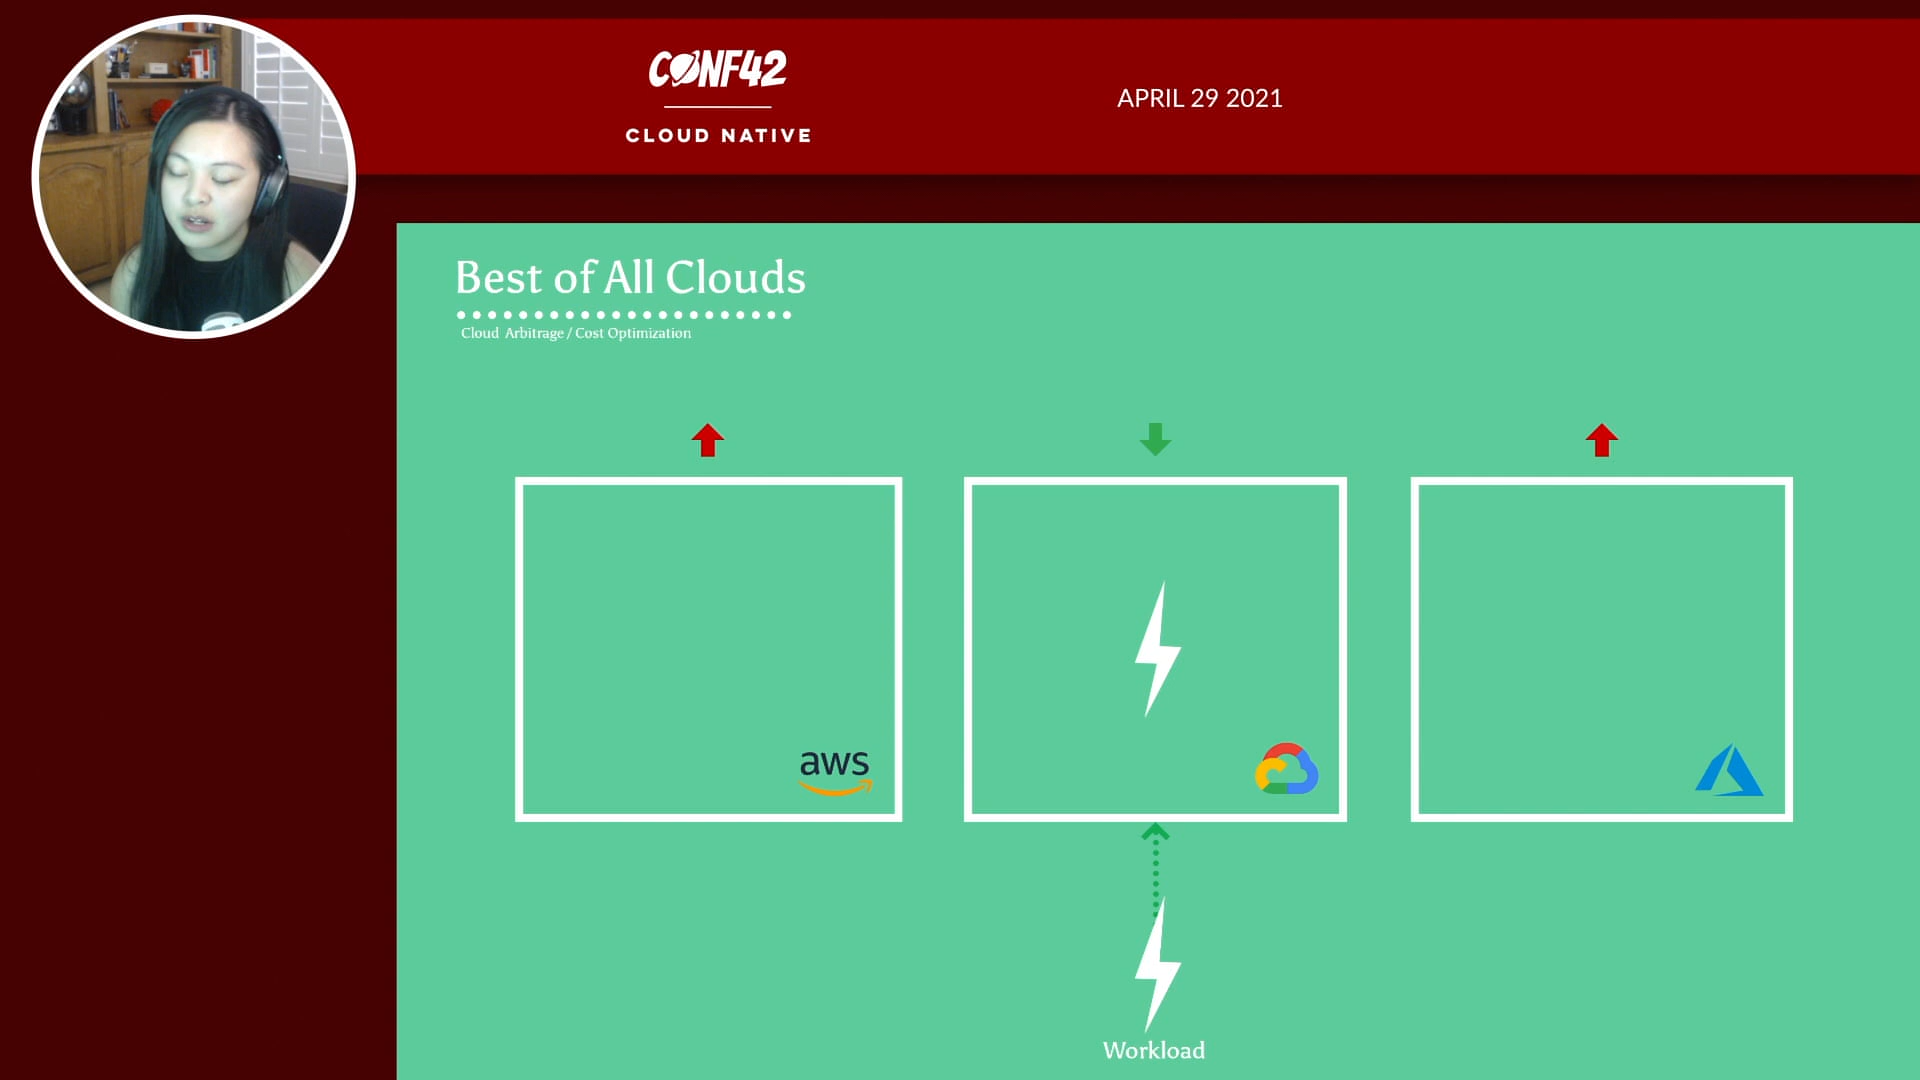 CONF42
CLOUD NATIVE
APRIL 29 2021
Best of All Clouds
Cloud Arbitrage / Cost Optimization
aws
Workload